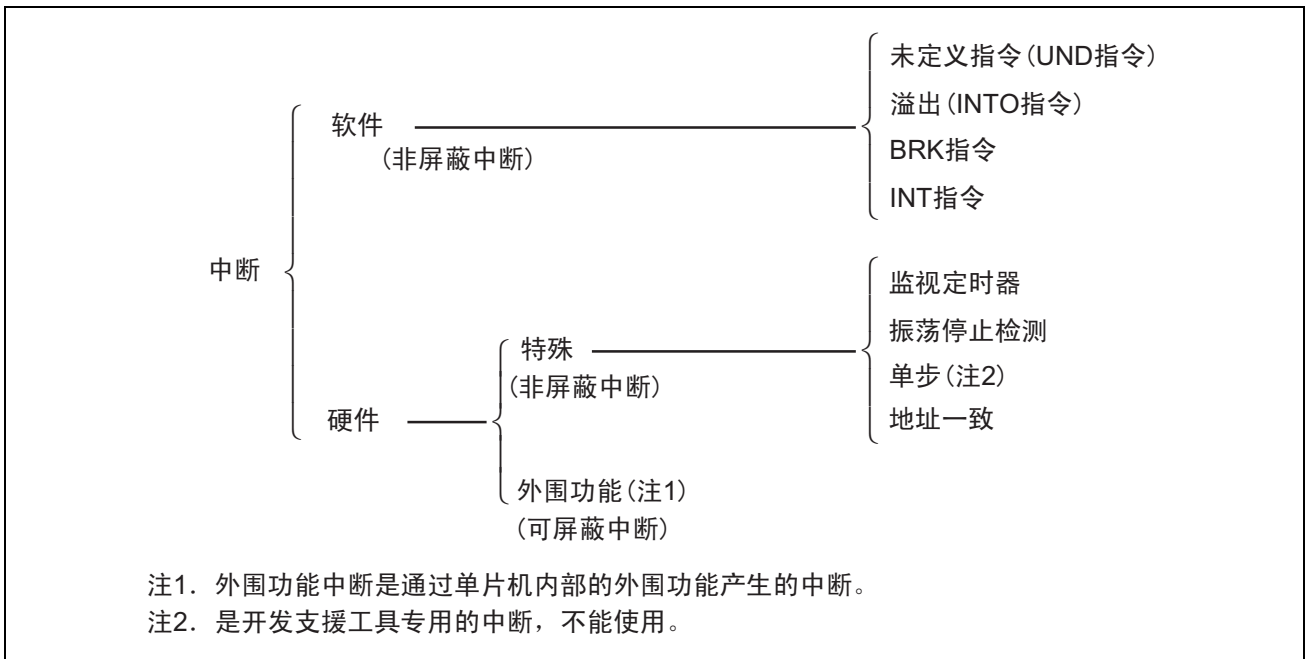 未定义指令(UND指令)
溢出(INTO指令)
软件
(非屏蔽中断)
BRK指令
INT指令
中断
监视定时器
振荡停止检测
特殊
(非屏蔽中断)
单步(注2)
地址一致
硬件
外围功能(注1)
(可屏蔽中断)
注1. 外围功能中断是通过单片机内部的外围功能产生的中断。
注2. 是开发支援工具专用的中断，不能使用。